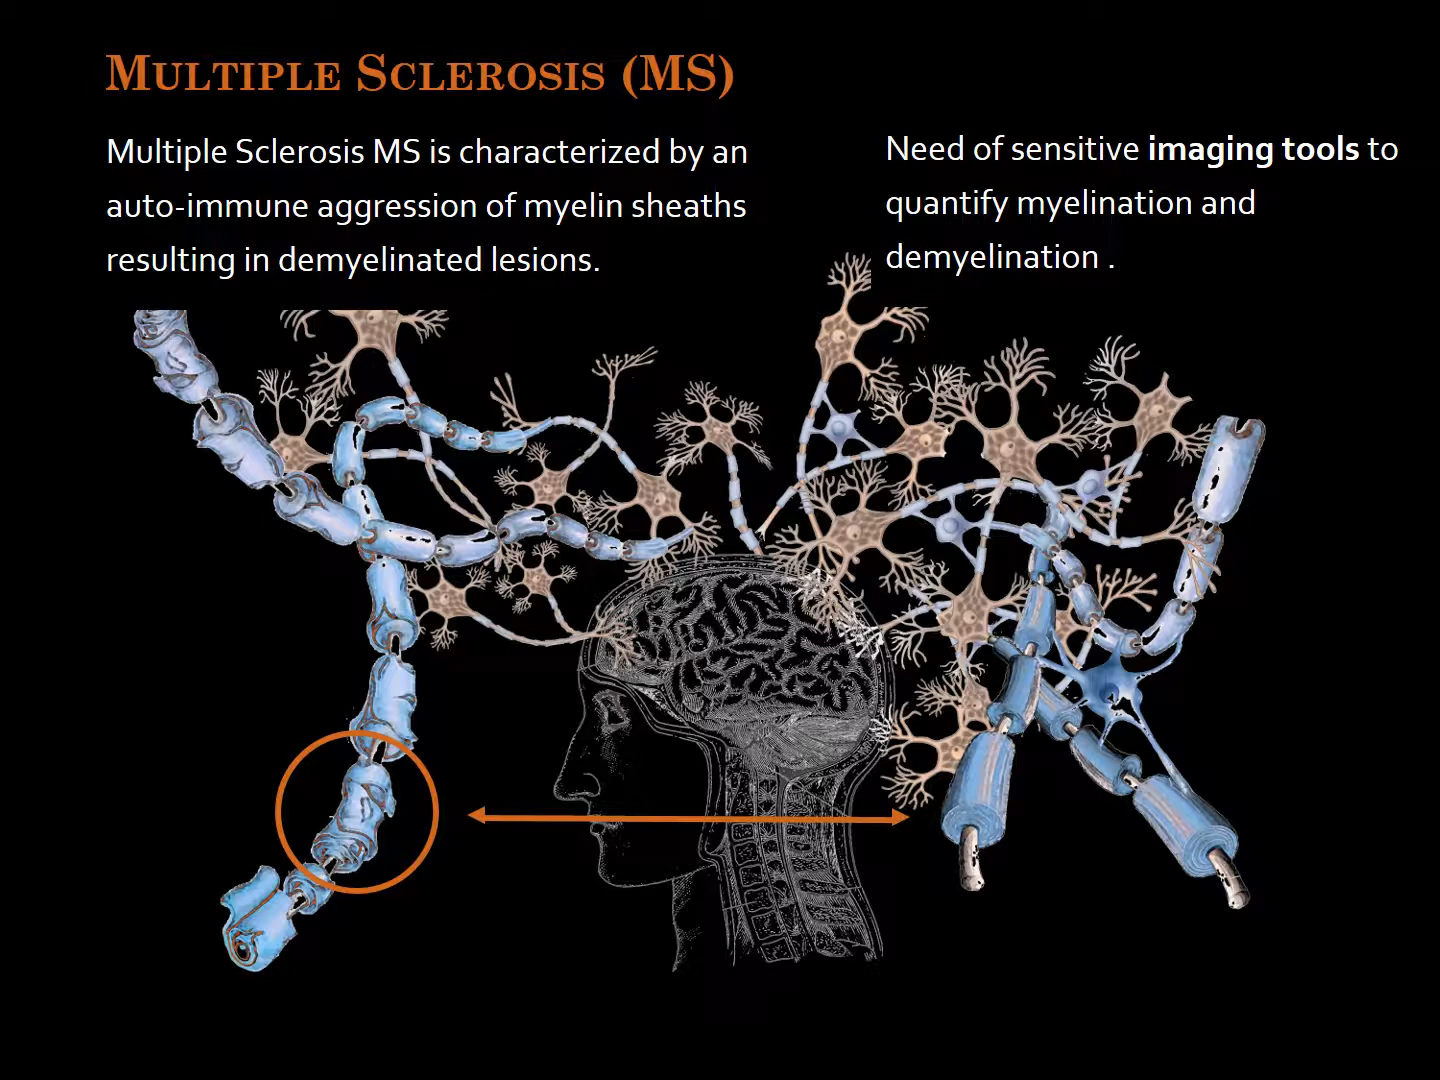 Multiple Sclerosis (MS)
Multiple Sclerosis MS is characterized by an
auto-immune aggression of myelin sheaths
resulting in demyelinated lesions.
Need of sensitive imaging tools to
quantify myelination and
demyelination .